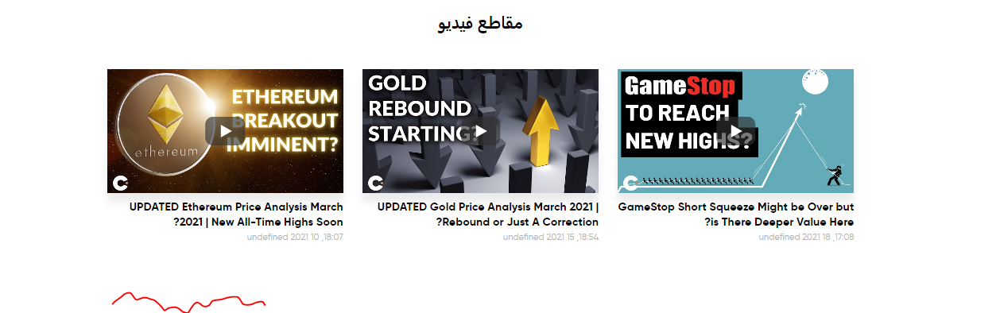 مقاطع فيديو
ETHEREUM
BREAKOUT
IMMINENT?
ethereum
UPDATED Ethereum Price Analysis March
?2021 | New All-Time Highs Soon
undefined 2021 10 ,18:07
GOLD
REBOUND
STARTING?
UPDATED Gold Price Analysis March 2021 |
?Rebound or Just A Correction
undefined 2021 15 ,18:54
GameStop
TO REACH
NEW HIGHS?
GameStop Short Squeeze Might be Over but
?is There Deeper Value Here
undefined 2021 18 ,17:08